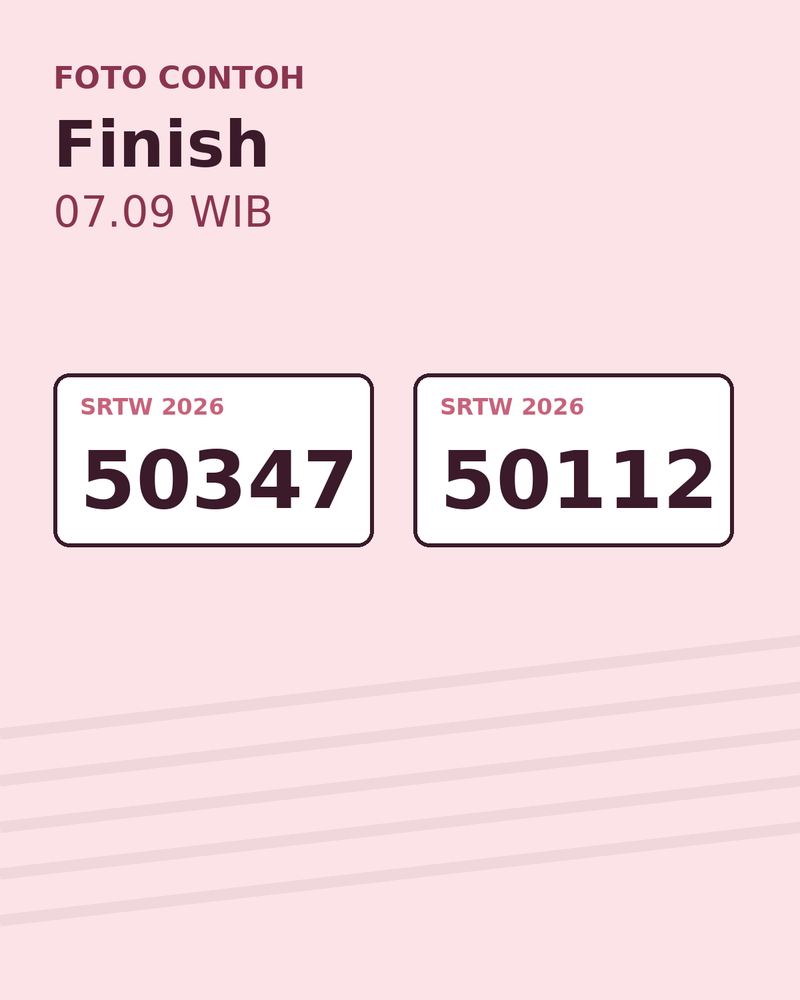 FOTO CONTOH
Finish
07.09 WIB
SRTW 2026
50347
SRTW 2026
50112